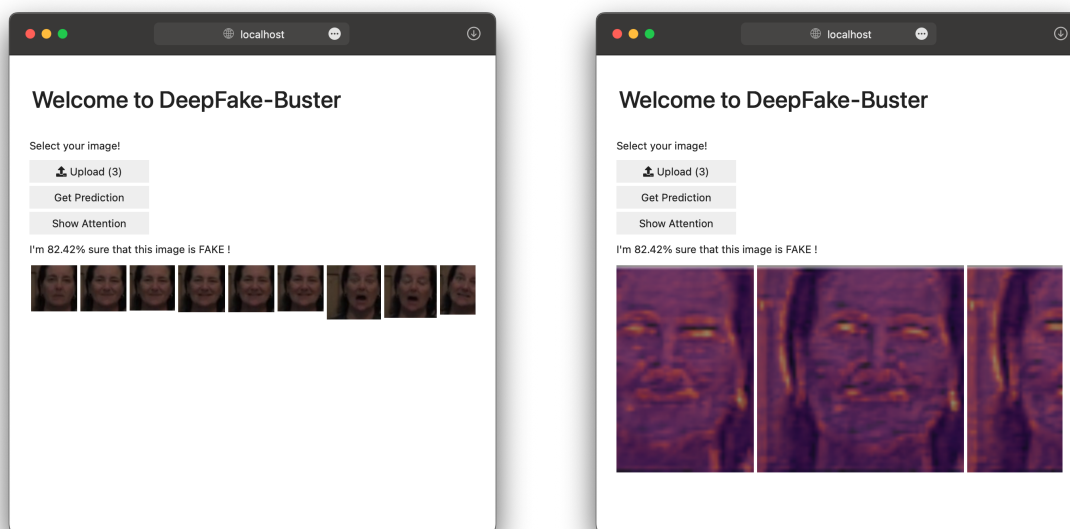 localhost
Welcome to DeepFake-Buster
Select your image!
Upload (3)
Get Prediction
Show Attention
I'm 82.42% sure that this image is FAKE !
localhost
Welcome to DeepFake-Buster
Select your image!
Upload (3)
Get Prediction
Show Attention
I'm 82.42% sure that this image is FAKE !